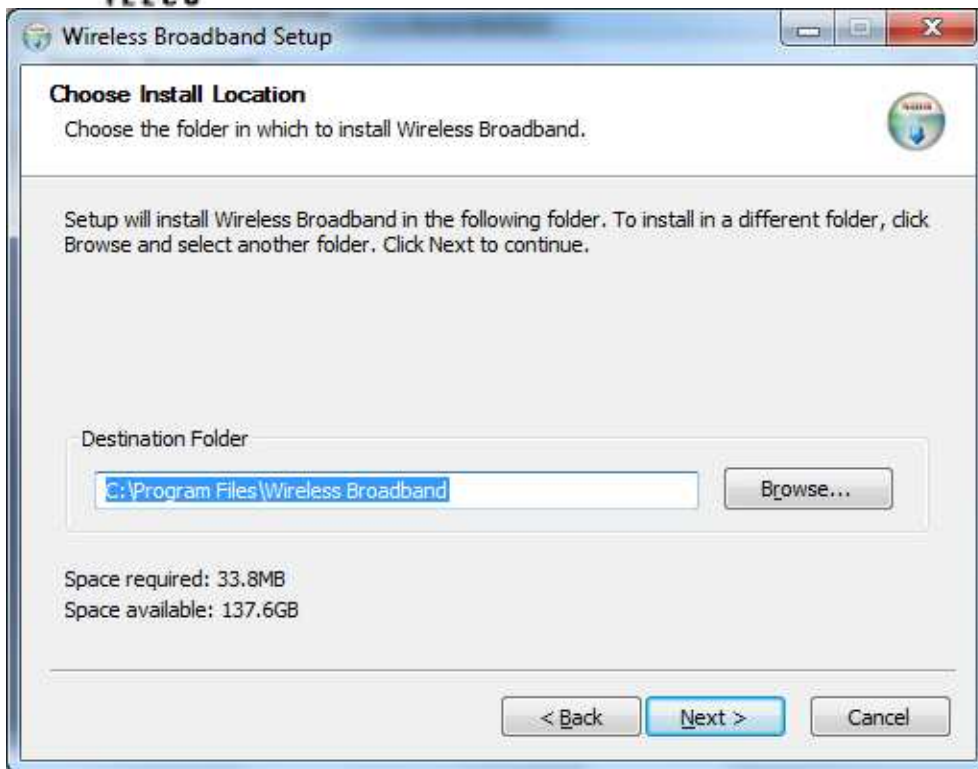 Wireless Broadband Setup
Choose Install Location
Choose the folder in which to install Wireless Broadband.
Setup will install Wireless Broadband in the following folder. To install in a different folder, click
Browse and select another folder. Click Next to continue.
Destination Folder
C:\Program Files\Wireless Broadband
Browse...
Space required: 33.8MB
Space available: 137.6GB
< Back
Next >
Cancel